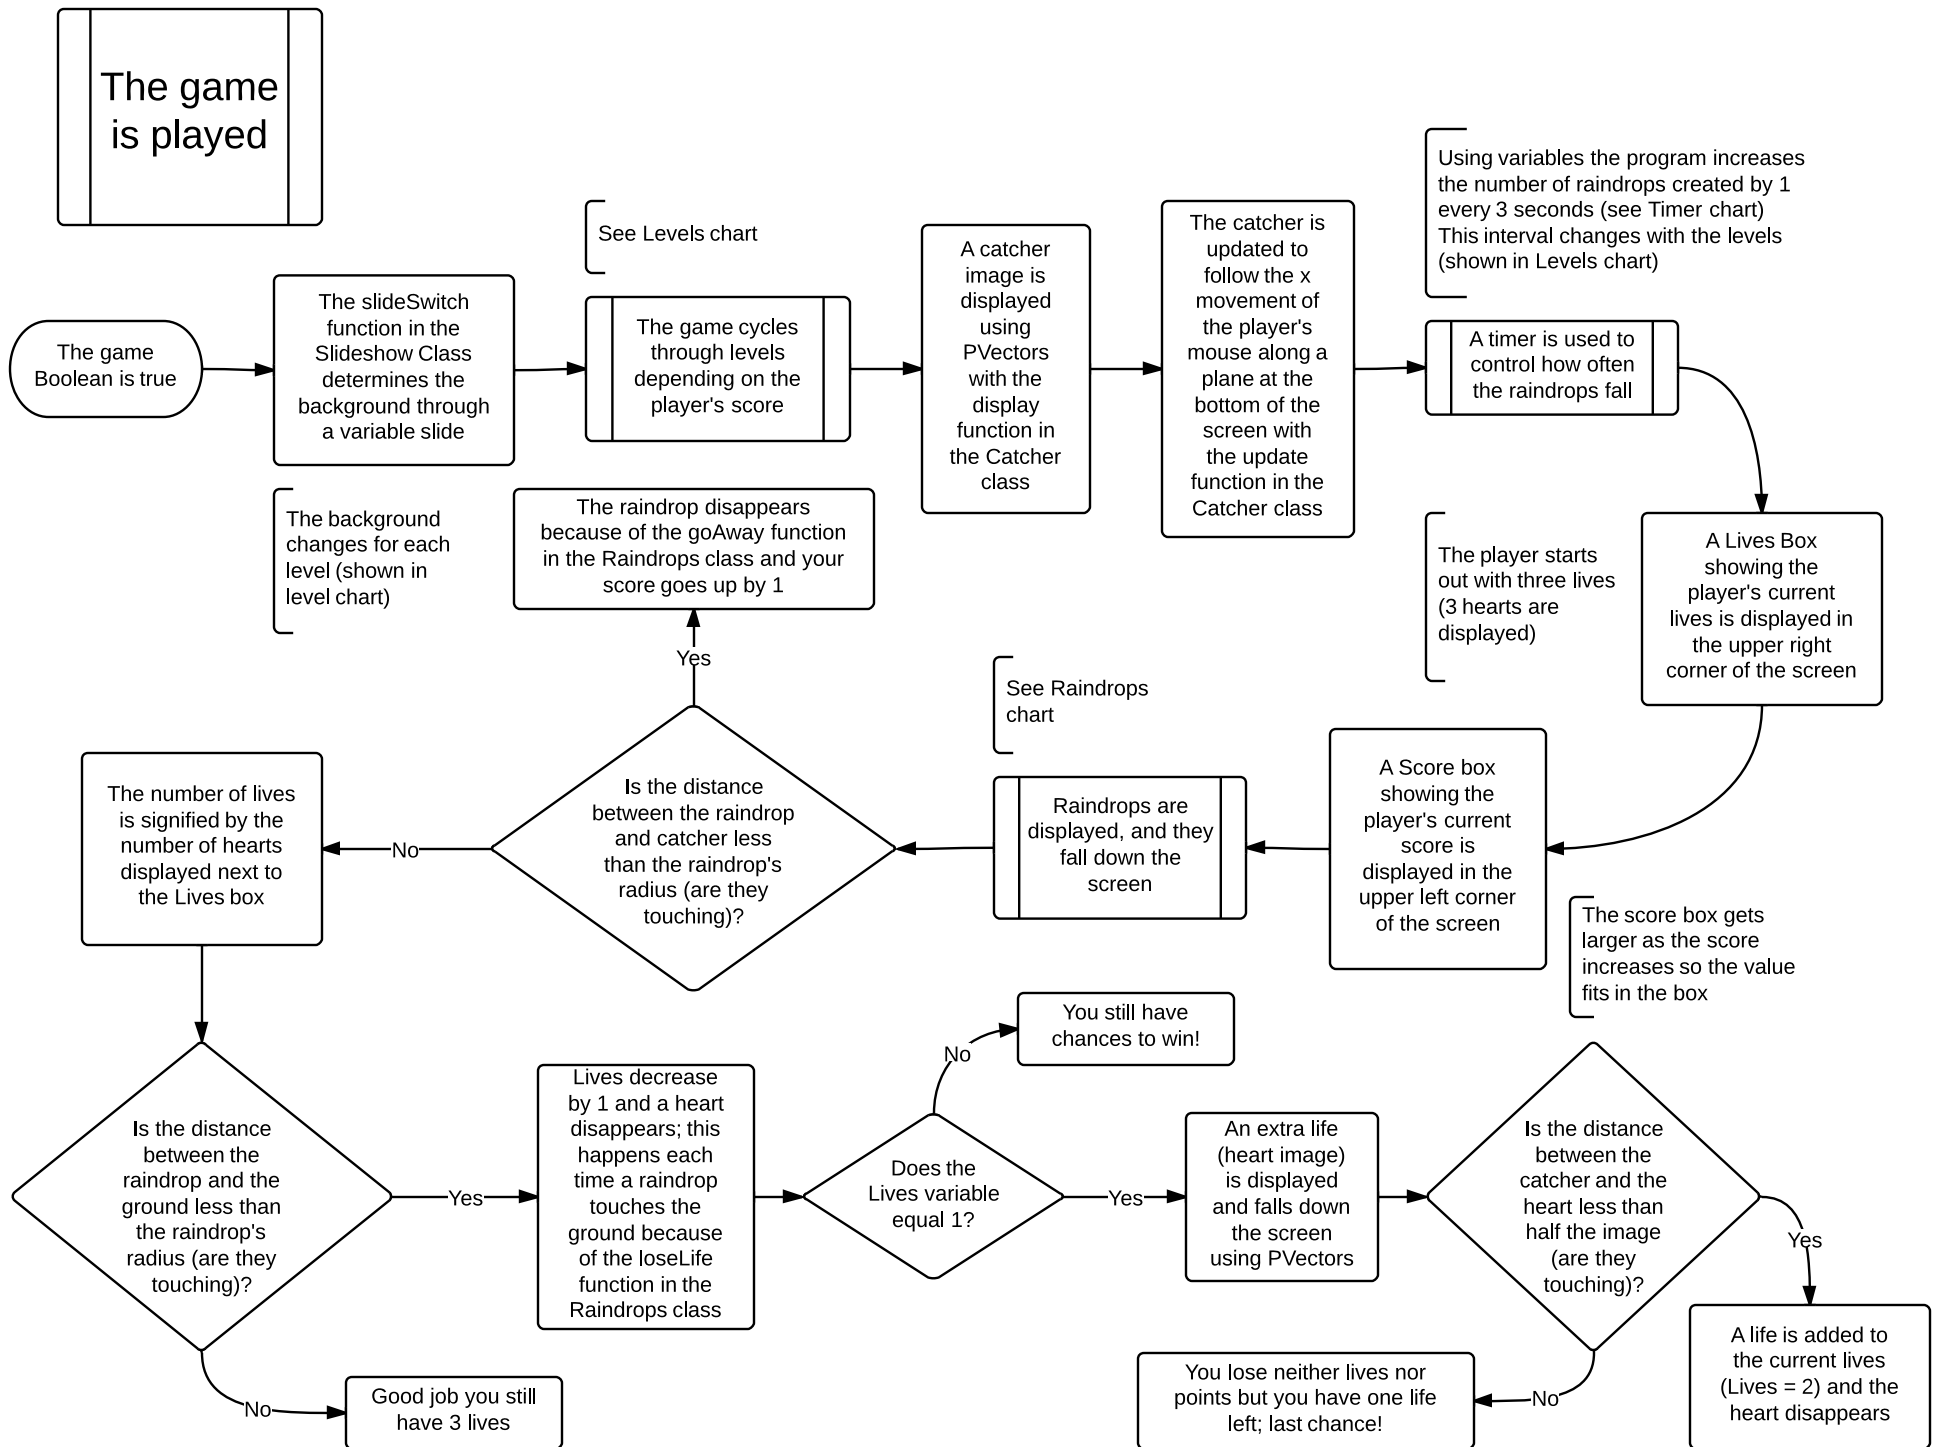 The game
is played
Using variables the program increases
the number of raindrops created by 1
every 3 seconds (see Timer chart)
This interval changes with the levels
(shown in Levels chart)
See Levels chart
The game
Boolean is true
The slideSwitch
function in the
Slideshow Class
determines the
background through
a variable slide
The game cycles
through levels
depending on the
player's score
A catcher
image is
displayed
using
PVectors
with the
display
function in
the Catcher
class
The catcher is
updated to
follow the x
movement of
the player's
mouse along a
plane at the
bottom of the
screen with
the update
function in the
Catcher class
A timer is used to
control how often
the raindrops fall
The background
changes for each
level (shown in
level chart)
The raindrop disappears
because of the goAway function
in the Raindrops class and your
score goes up by 1
The player starts
out with three lives
(3 hearts are
displayed)
A Lives Box
showing the
player's current
lives is displayed in
the upper right
corner of the screen
Yes
See Raindrops
chart
The number of lives
is signified by the
number of hearts
displayed next to
the Lives box
No
Is the distance
between the raindrop
and catcher less
than the raindrop's
radius (are they
touching)?
Raindrops are
displayed, and they
fall down the
screen
A Score box
showing the
player's current
score is
displayed in the
upper left corner
of the screen
The score box gets
larger as the score
increases so the value
fits in the box
You still have
chances to win!
No
Is the distance
between the
raindrop and the
ground less than
the raindrop's
radius (are they
touching)?
Yes
Lives decrease
by 1 and a heart
disappears; this
happens each
time a raindrop
touches the
ground because
of the loseLife
function in the
Raindrops class
Does the
Lives variable
equal 1?
Yes
An extra life
(heart image)
is displayed
and falls down
the screen
using PVectors
Is the distance
between the
catcher and the
heart less than
half the image
(are they
touching)?
Yes
No
Good job you still
have 3 lives
You lose neither lives nor
points but you have one life
left; last chance!
No
A life is added to
the current lives
(Lives = 2) and the
heart disappears